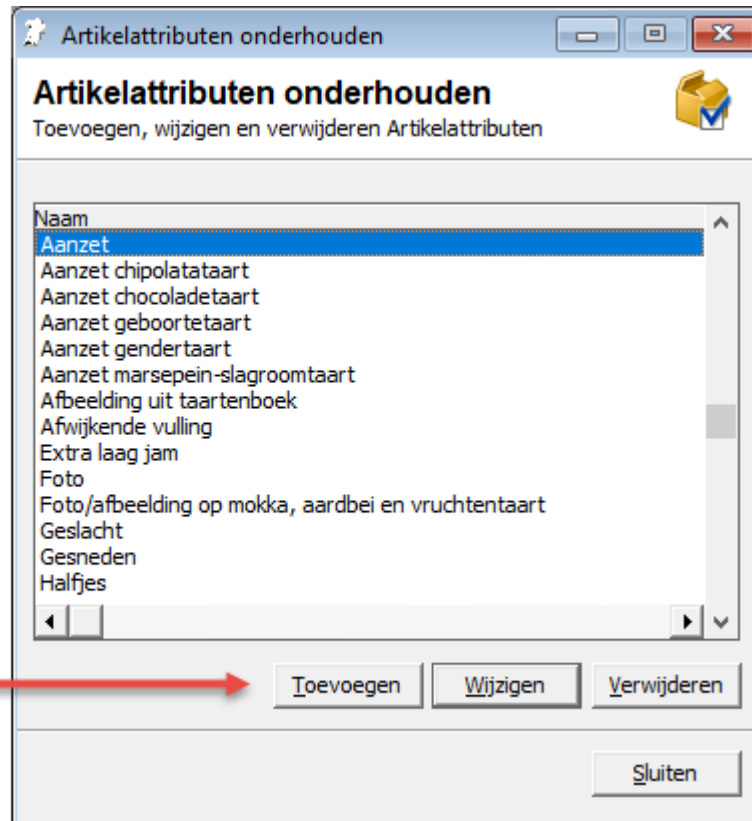 Artikelattributen onderhouden
Artikelattributen onderhouden
Toevoegen, wijzigen en verwijderen Artikelattributen
Naam
Aanzet
Aanzet chipolatataart
Aanzet chocoladetaart
Aanzet geboortetaart
Aanzet gendertaart
Aanzet marsepein-slagroomtaart
Afbeelding uit taartenboek
Afwijkende vulling
Extra laag jam
Foto
Foto/afbeelding op mokka, aardbei en vruchtentaart
Geslacht
Gesneden
Halfjes
Toevoegen Wijzigen Verwijderen
Sluiten